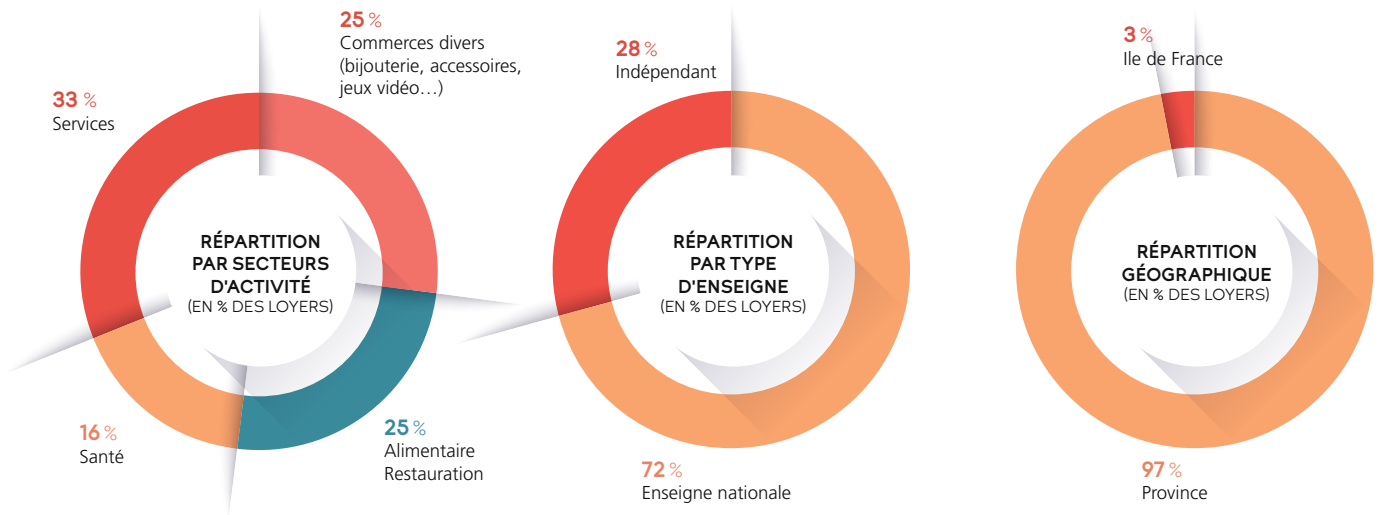 25 %
Commerces divers
(bijouterie, accessoires,
jeux vidéo...)
33 %
Services
RÉPARTITION
PAR SECTEURS
D'ACTIVITÉ
(EN % DES LOYERS)
16 %
Santé
25 %
Alimentaire
Restauration
28 %
Indépendant
RÉPARTITION
PAR TYPE
D'ENSEIGNE
(EN % DES LOYERS)
72 %
Enseigne nationale
3 %
Ile de France
RÉPARTITION
GÉOGRAPHIQUE
(EN % DES LOYERS)
97 %
Province